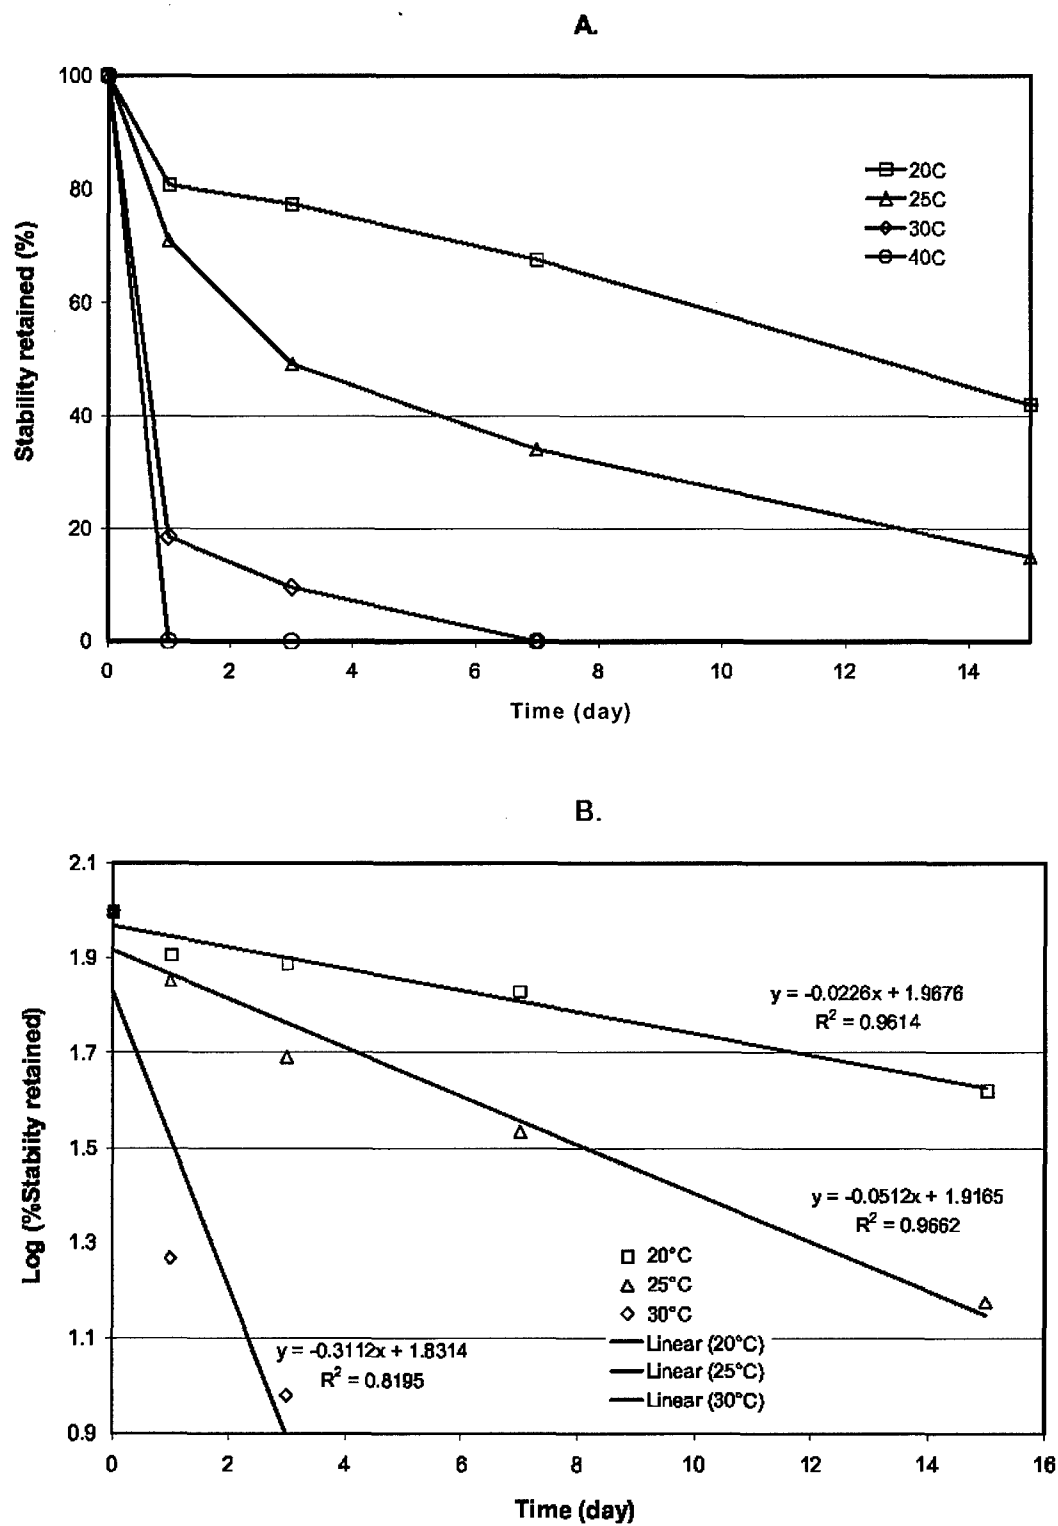 A.
100
80
60
40
20
0
Stability retained (%)
20C
25C
30C
40C
0 2 4 6 8 10 12 14
Time (day)
B.
2.1
1.9
1.7
1.5
1.3
1.1
0.9
Log (%Stabiity retained)
y = -0.0226x + 1.9676
R² = 0.9614
y = -0.0512x + 1.9165
R² = 0.9662
20°C
25°C
30°C
Linear (20°C)
Linear (25°C)
Linear (30°C)
y = -0.3112x + 1.8314
R² = 0.8195
0 2 4 6 8 10 12 14 16
Time (day)